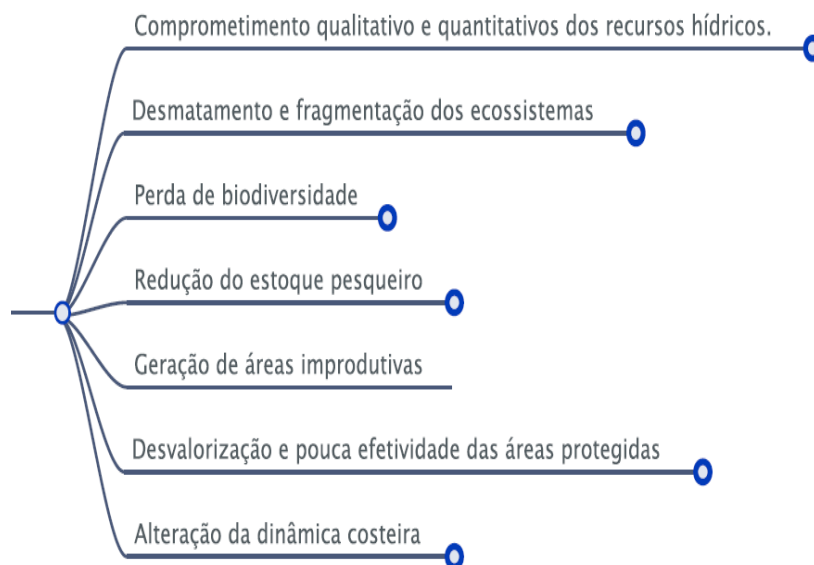 Comprometimento qualitativo e quantitativos dos recursos hídricos.
Desmatamento e fragmentação dos ecossistemas
Perda de biodiversidade
Redução do estoque pesqueiro
Geração de áreas improdutivas
Desvalorização e pouca efetividade das áreas protegidas
Alteração da dinâmica costeira